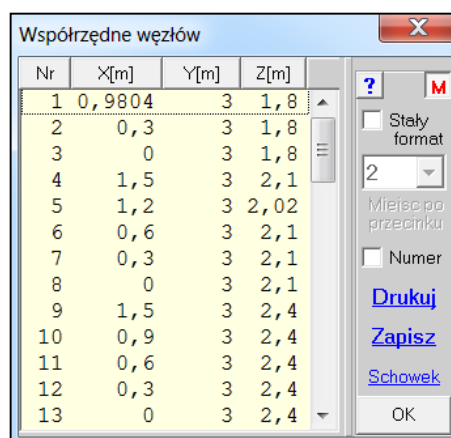 Współrzędne węzłów X
Nr X[m] Y[m] Z[m]
1 0,9804 3 1,8
2 0,3 3 1,8
3 0 3 1,8
4 1,5 3 2,1
5 1,2 3 2,02
6 0,6 3 2,1
7 0,3 3 2,1
8 0 3 2,1
9 1,5 3 2,4
10 0,9 3 2,4
11 0,6 3 2,4
12 0,3 3 2,4
13 0 3 2,4
? M
Stały
format
2
Miejsc po
przecinku
Numer
Drukuj
Zapisz
Schowek
OK